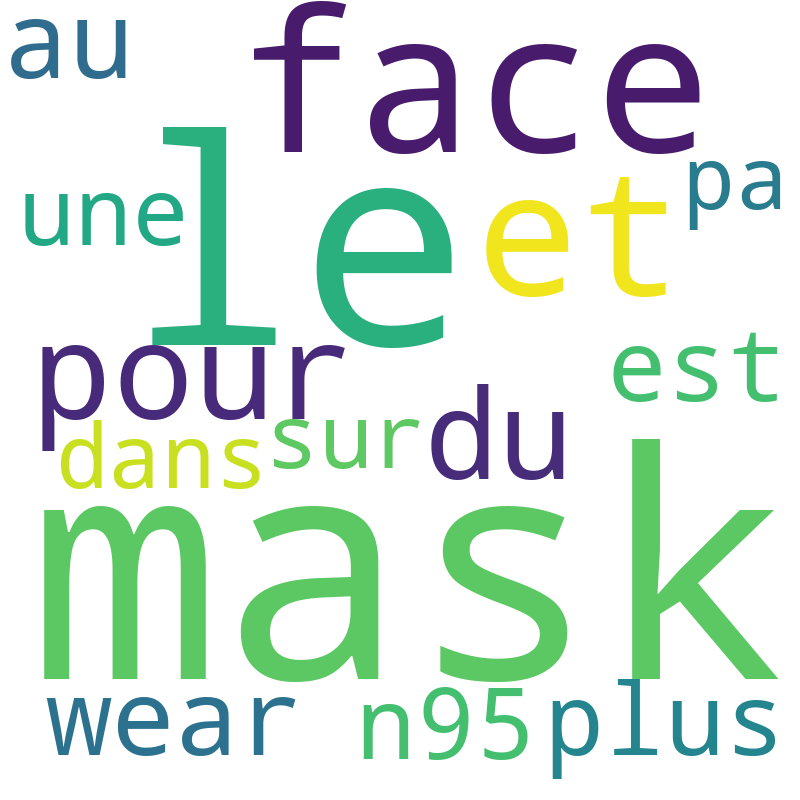 au face
le
une et pa
pour est
dans sur du
mask
wear n95 plus